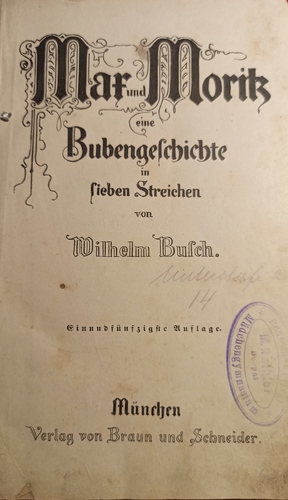 Max und Moritz
eine
Bubengeschichte
in
sieben Streichen
von
Wilhelm Busch.
14
Einundfünfzigste Auflage.
München
Verlag von Braun und Schneider.